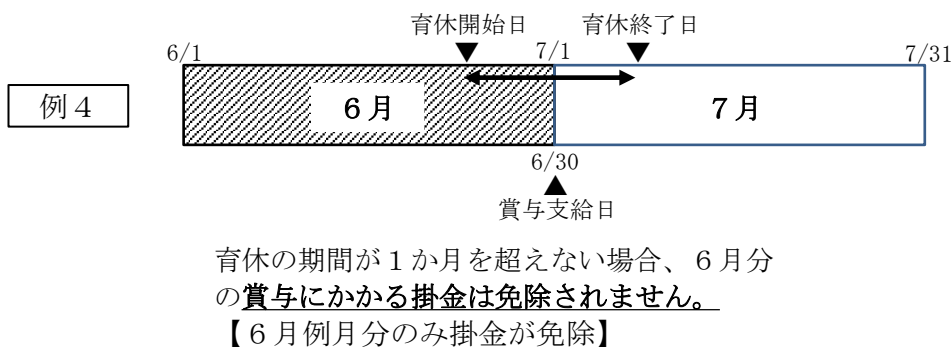 育休開始日 育休終了日
6/1 7/1 7/31
例4 6月 7月
6/30
賞与支給日
育休の期間が1か月を超えない場合、6月分
の賞与にかかる掛金は免除されません。
【6月例月分のみ掛金が免除】